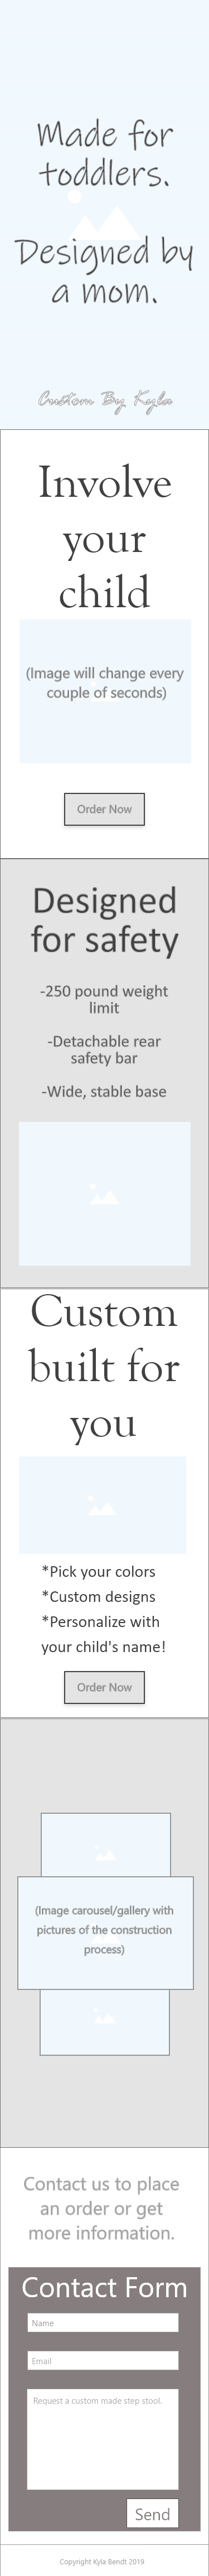 Made for
toddlers.
Designed by
a mom.
Custom By Kyla
Involve
your
child
(Image will change every
couple of seconds)
Order Now
Designed
for safety
-250 pound weight
limit
-Detachable rear
safety bar
-Wide, stable base
Custom
built for
you
*Pick your colors
*Custom designs
*Personalize with
your child's name!
Order Now
(Image carousel/gallery with
pictures of the construction
process)
Contact us to place
an order or get
more information.
Contact Form
Name
Email
Request a custom made step stool.
Send
Copyright Kyla Bendt 2019